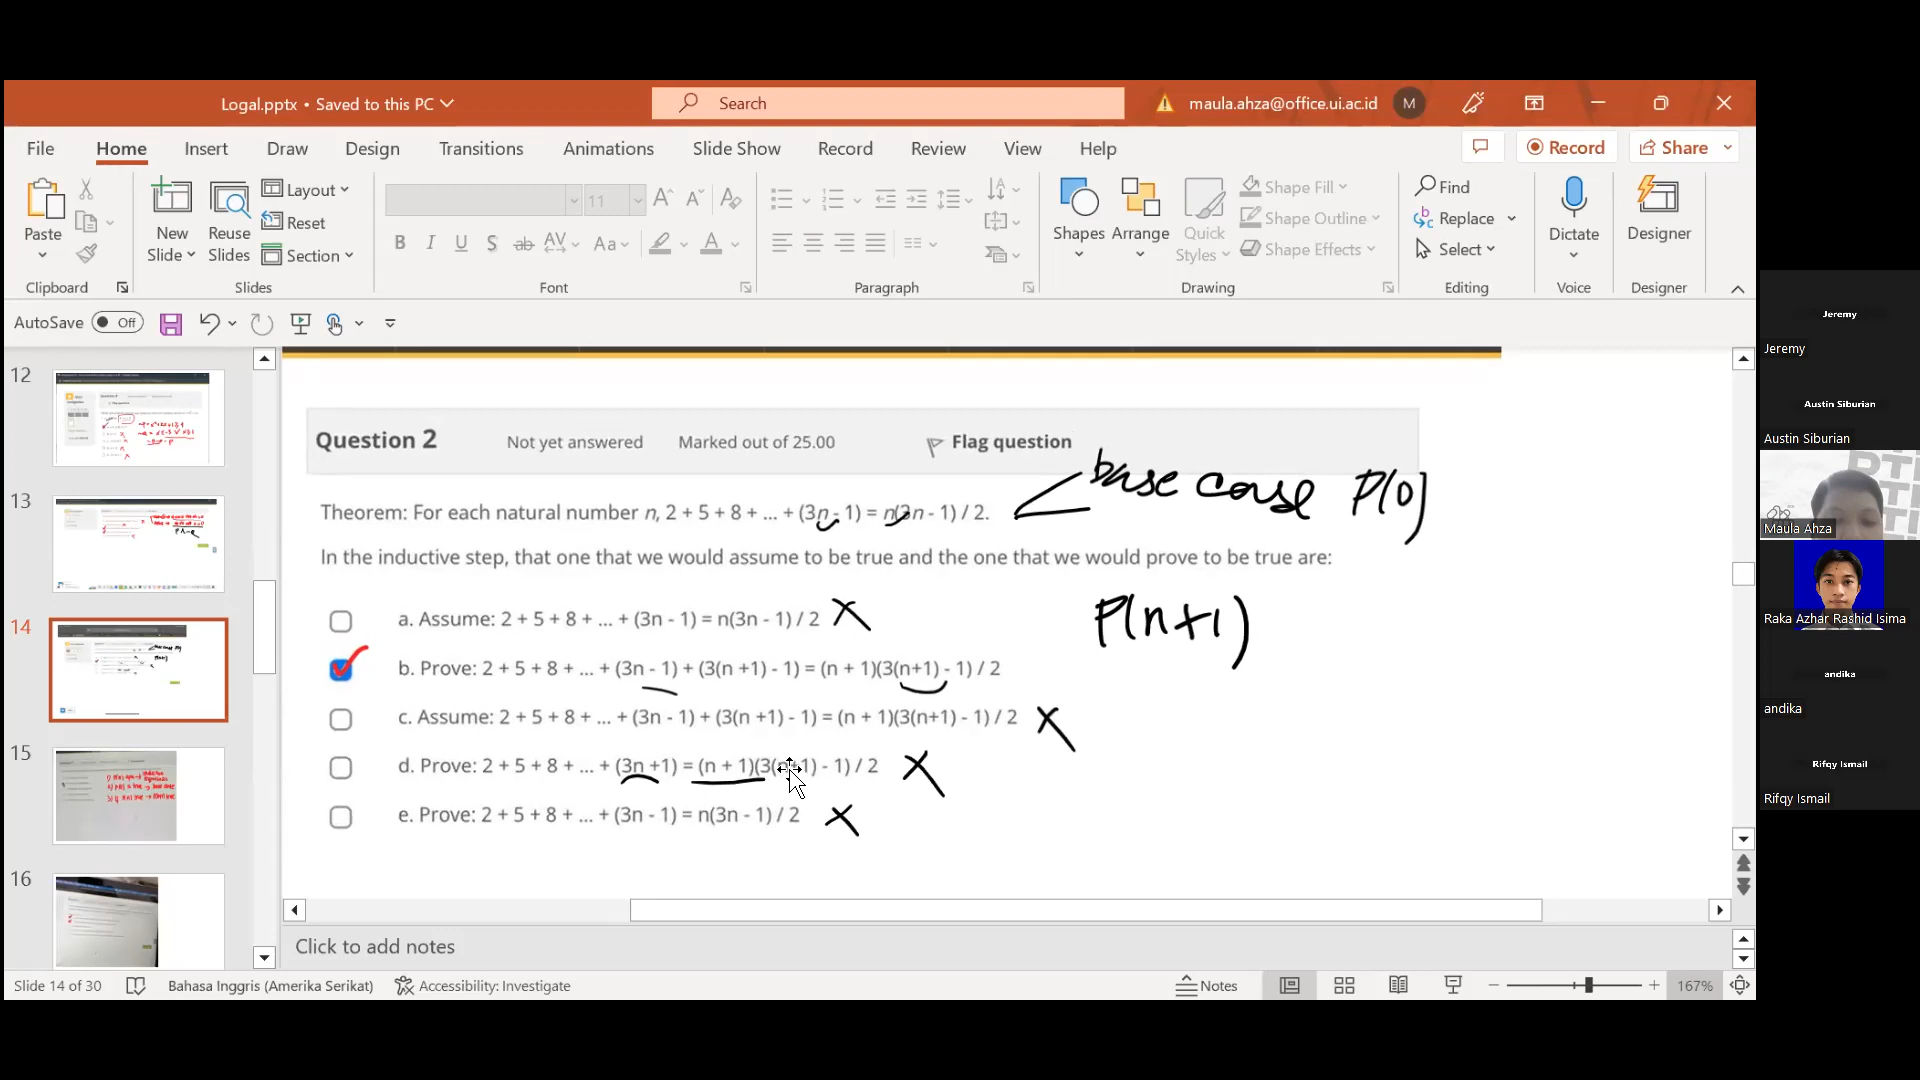 Logal.pptx • Saved to this PC
Search
maula.ahza@office.ui.ac.id
M
File Home Insert Draw Design Transitions Animations Slide Show Record Review View Help
Record
Share
Paste
New Slide
Reuse Slides
Layout
Reset
Section
11
B I U S ab AV Aa A
Shapes
Arrange
Quick Styles
Shape Fill
Shape Outline
Shape Effects
Find
Replace
Select
Dictate
Designer
Clipboard Slides Font Paragraph Drawing Editing Voice Designer
AutoSave Off
12
13
14
15
16
Question 2 Not yet answered Marked out of 25.00 Flag question
base case P(0)
Theorem: For each natural number n, 2 + 5 + 8 + ... + (3n - 1) = n(3n - 1) / 2.
In the inductive step, that one that we would assume to be true and the one that we would prove to be true are:
P(n+1)
a. Assume: 2 + 5 + 8 + ... + (3n - 1) = n(3n - 1) / 2
b. Prove: 2 + 5 + 8 + ... + (3n - 1) + (3(n +1) - 1) = (n + 1)(3(n+1) - 1) / 2
c. Assume: 2 + 5 + 8 + ... + (3n - 1) + (3(n +1) - 1) = (n + 1)(3(n+1) - 1) / 2
d. Prove: 2 + 5 + 8 + ... + (3n +1) = (n + 1)(3(n+1) - 1) / 2
e. Prove: 2 + 5 + 8 + ... + (3n - 1) = n(3n - 1) / 2
Click to add notes
Slide 14 of 30
Bahasa Inggris (Amerika Serikat)
Accessibility: Investigate
Notes
167%
Jeremy
Jeremy
Austin Siburian
Austin Siburian
Maula Ahza
Raka Azhar Rashid Isima
andika
andika
Rifqy Ismail
Rifqy Ismail